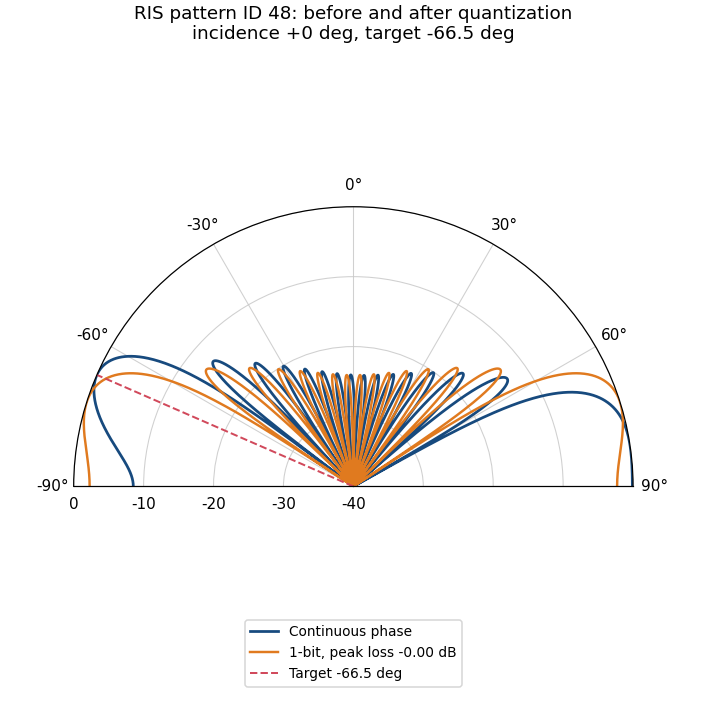 RIS pattern ID 48: before and after quantization
incidence +0 deg, target -66.5 deg
0°
-30°
30°
-60°
60°
-90°
90°
0
-10
-20
-30
-40
Continuous phase
1-bit, peak loss -0.00 dB
Target -66.5 deg